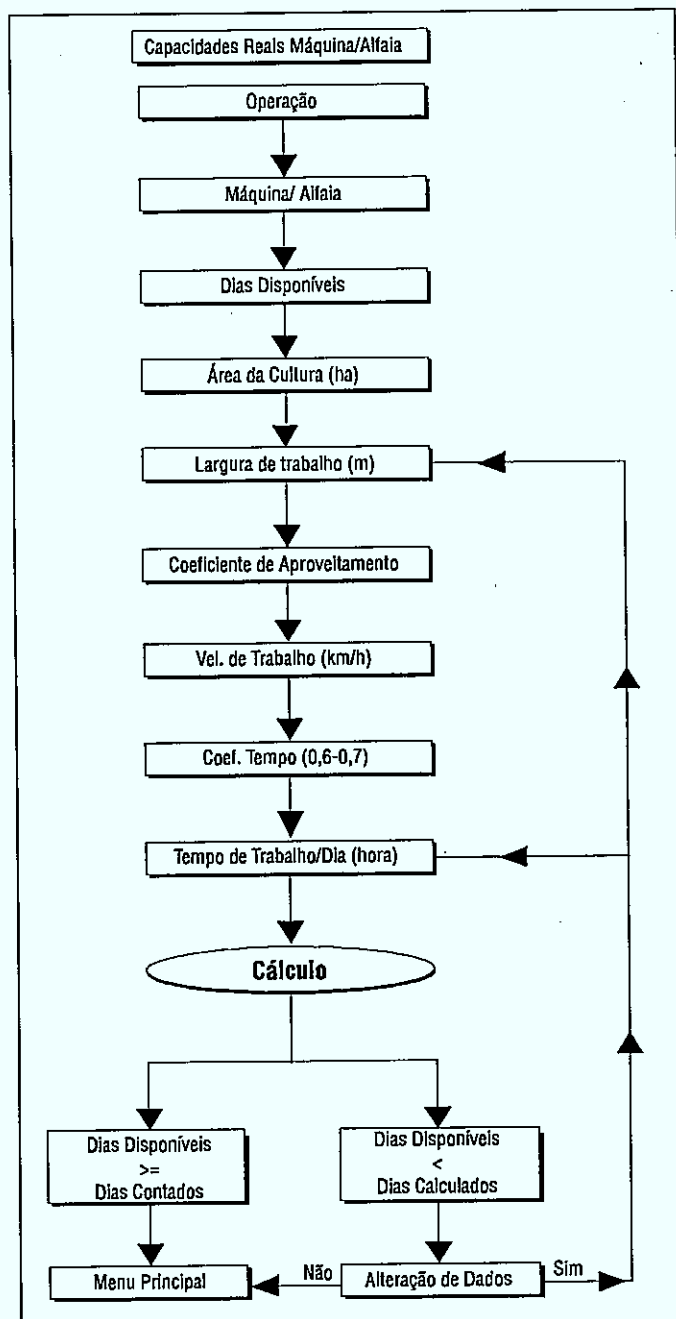 Capacidades Reals Máquina/Alfaia
Operação
Máquina/ Alfaia
Dias Disponíveis
Área da Cultura (ha)
Largura de trabalho (m)
Coeficiente de Aproveitamento
Vel. de Trabalho (km/h)
Coef. Tempo (0,6-0,7)
Tempo de Trabalho/Dia (hora)
Cálculo
Dias Disponíveis
>=
Dias Contados
Dias Disponíveis
<
Dias Calculados
Menu Principal
Não
Alteração de Dados
Sim